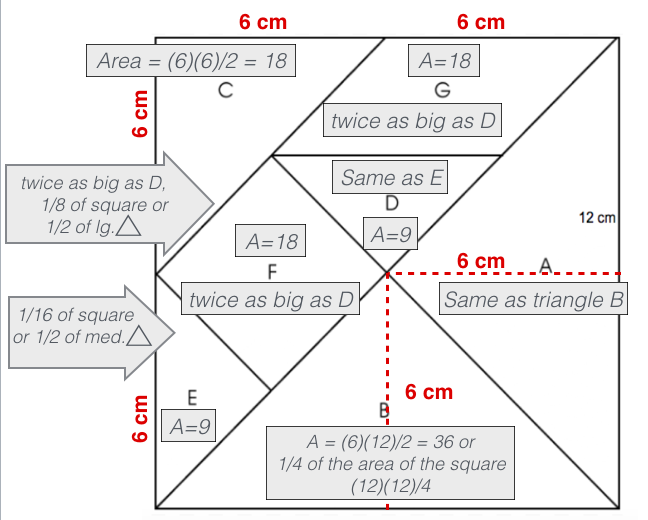 6 cm
6 cm
Area = (6)(6)/2 = 18
A=18
C
G
6 cm
twice as big as D
twice as big as D,
1/8 of square or
1/2 of lg.
Same as E
D
12 cm
A=9
A=18
6 cm
A
F
twice as big as D
Same as triangle B
1/16 of square
or 1/2 of med.
6 cm
E
6 cm
B
A=9
A = (6)(12)/2 = 36 or
1/4 of the area of the square
(12)(12)/4